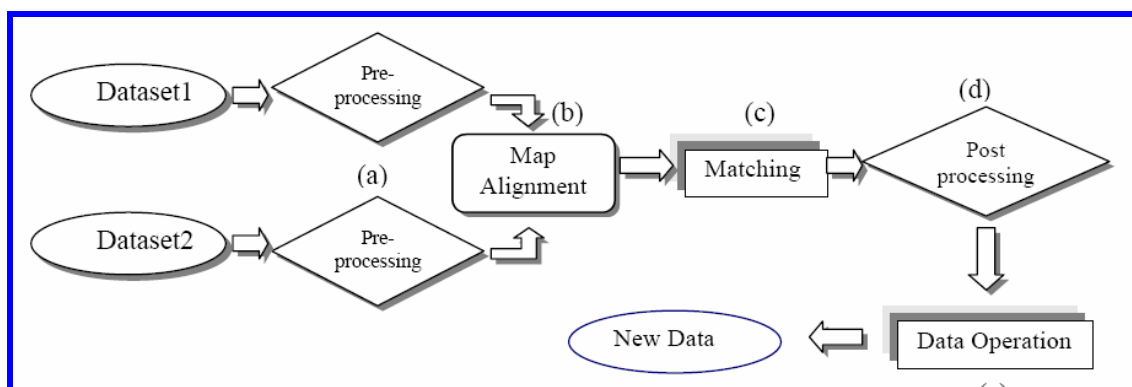 Dataset1
Pre-
processing
(b)
Map
Alignment
(c)
Matching
(d)
Post
processing
(a)
Dataset2
Pre-
processing
New Data
Data Operation